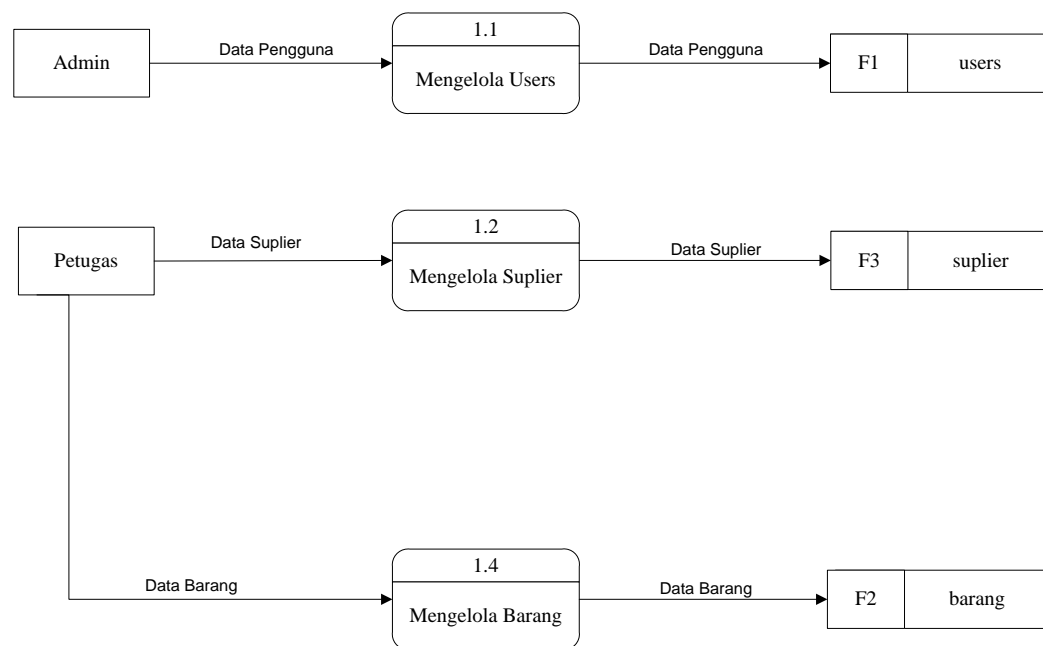 1.1
Admin
Data Pengguna
Mengelola Users
Data Pengguna
F1
users
1.2
Petugas
Data Suplier
Mengelola Suplier
Data Suplier
F3
suplier
1.4
Data Barang
Mengelola Barang
Data Barang
F2
barang